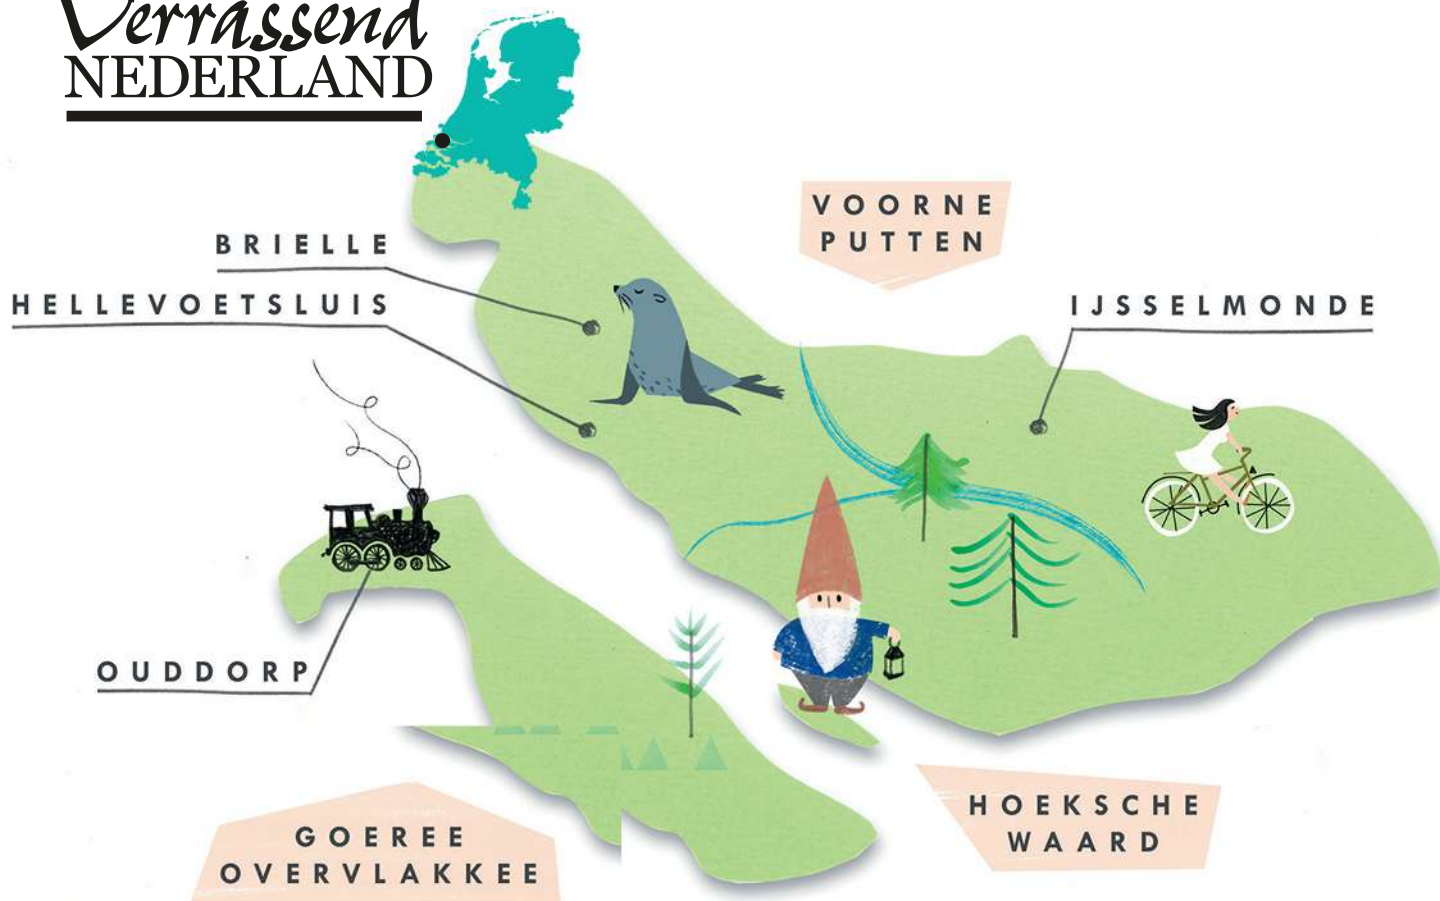 Verrassend
NEDERLAND
VOORNE
PUTTEN
BRIELLE
HELLEVOETSLUIS
IJSSELMONDE
OUDDORP
GOEREE
OVERVLAKKEE
HOEKSCHE
WAARD